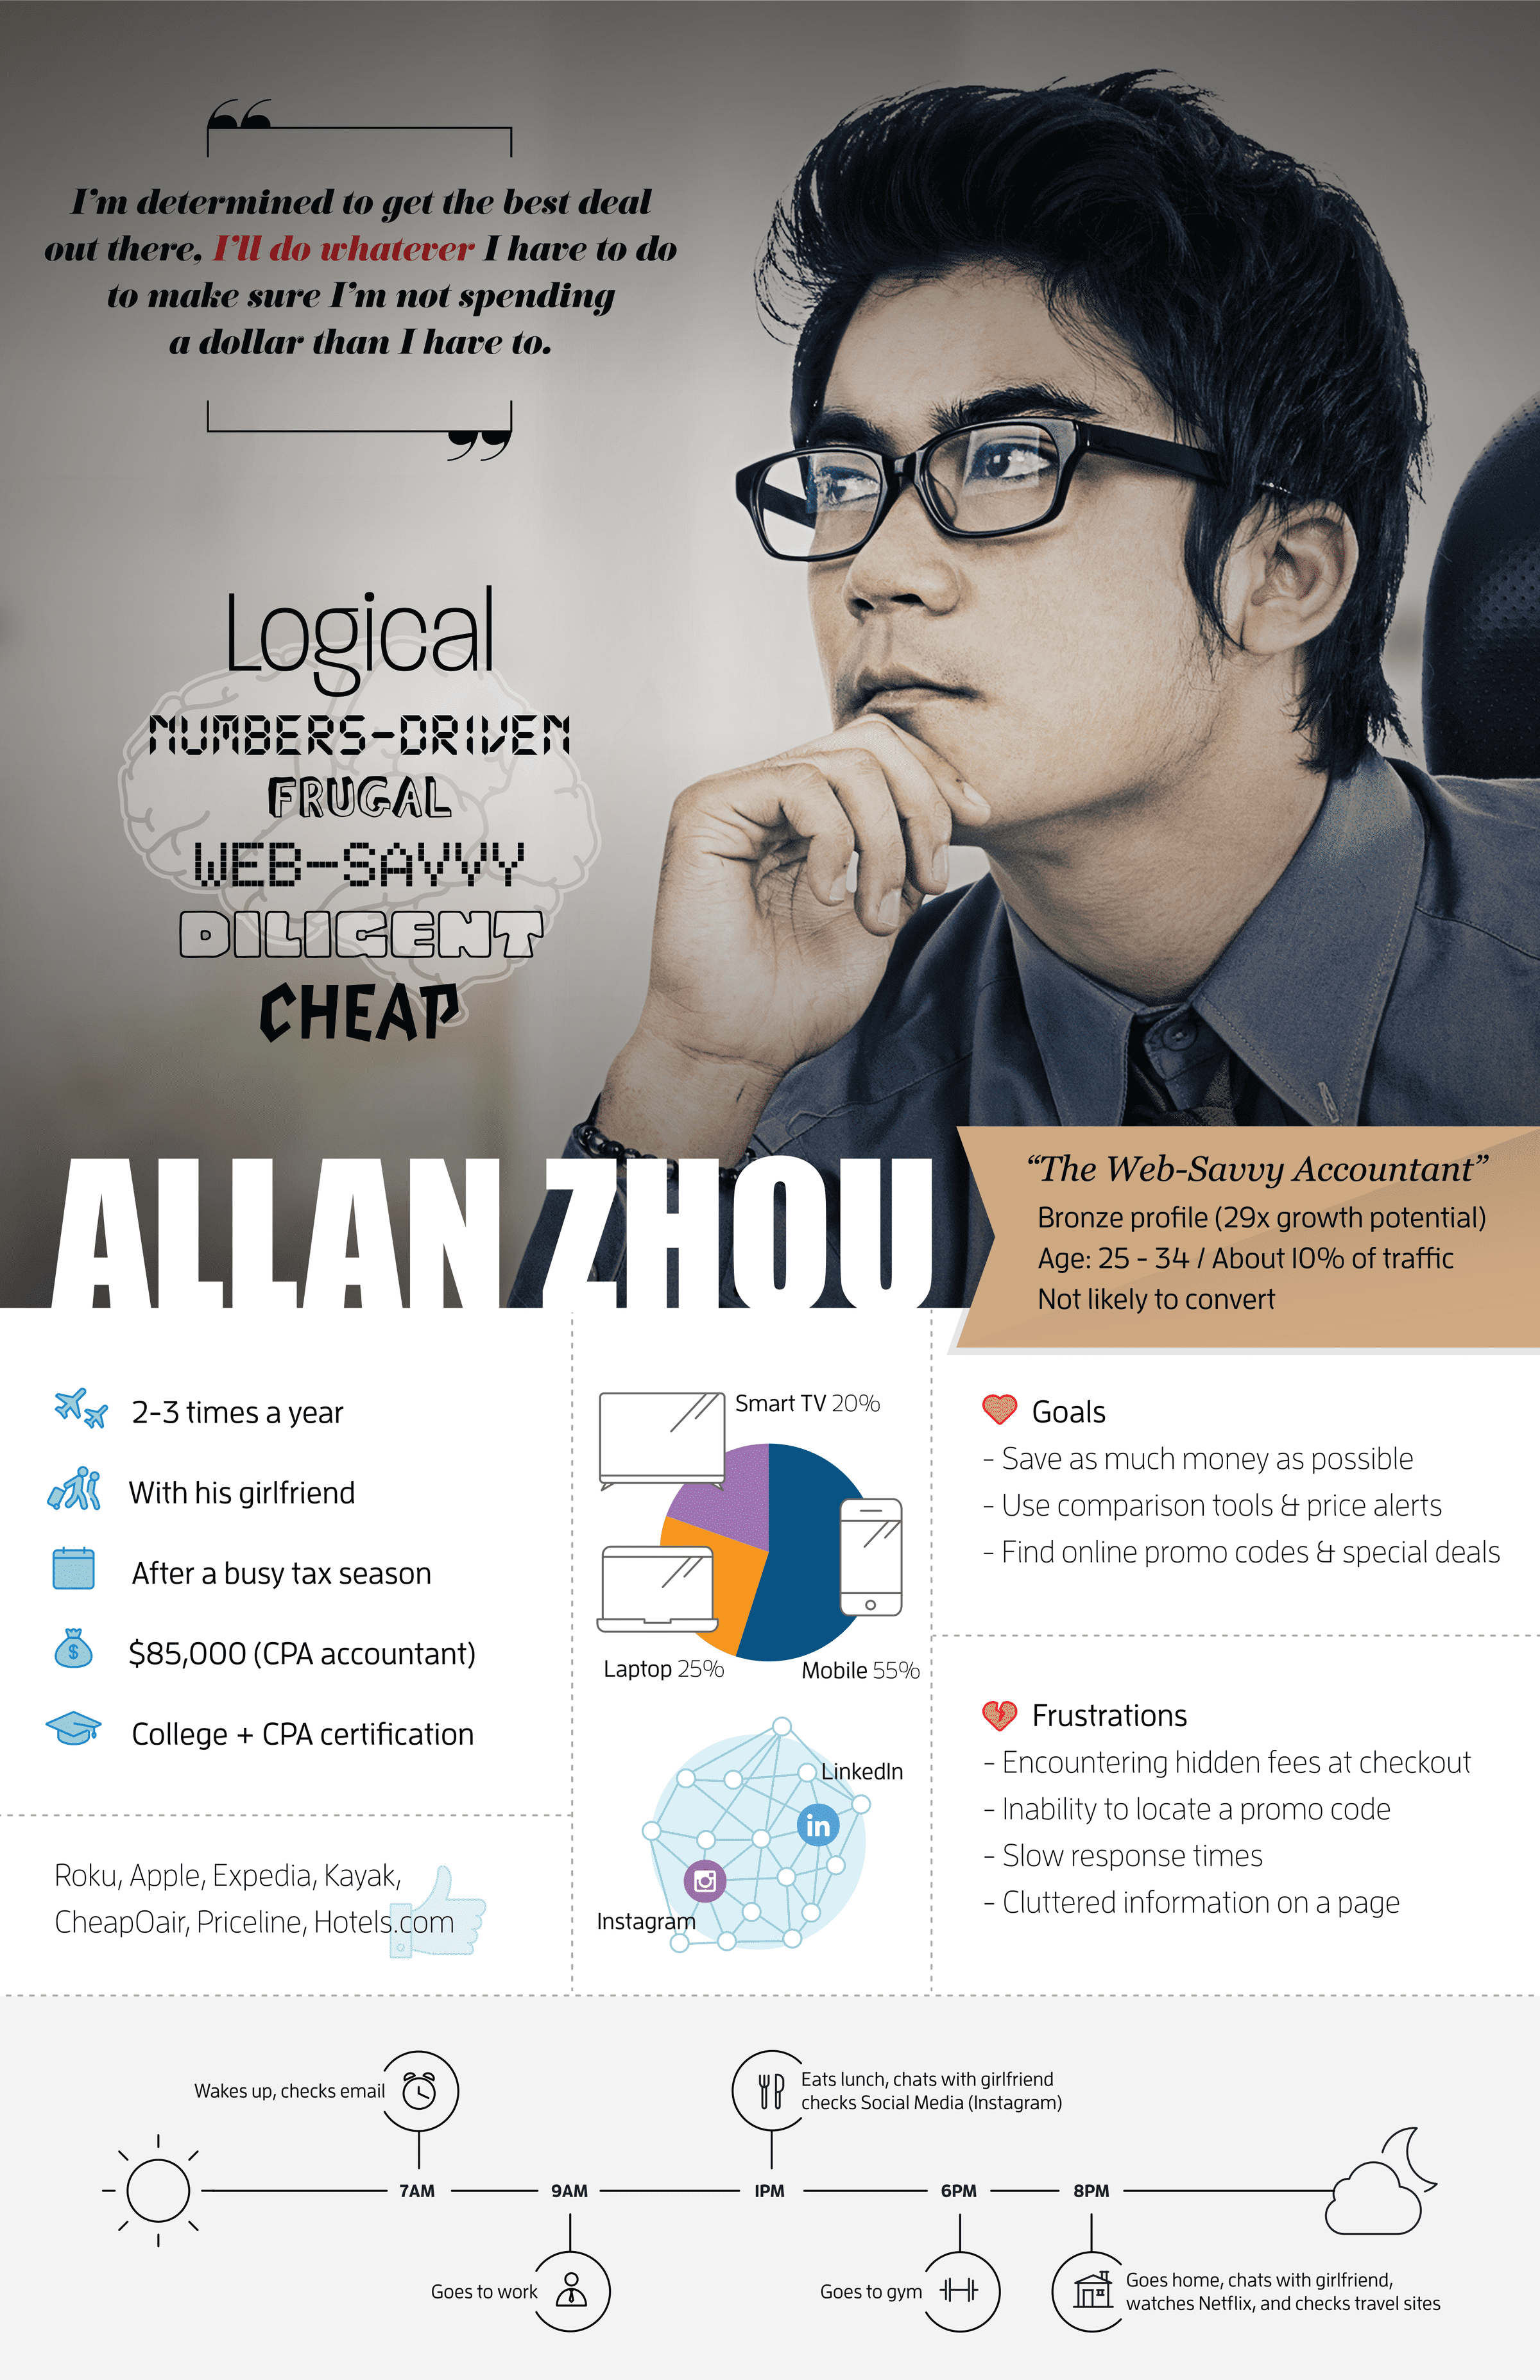 I'm determined to get the best deal
out there, I'll do whatever I have to do
to make sure I'm not spending
a dollar than I have to.
Logical
NUMBERS-DRIVEN
FRUGAL
WEB-SAVVY
DILIGENT
CHEAP
ALLAN ZHOU
“The Web-Savvy Accountant”
Bronze profile (29x growth potential)
Age: 25 - 34 / About 10% of traffic
Not likely to convert
2-3 times a year
With his girlfriend
After a busy tax season
$
$85,000 (CPA accountant)
College + CPA certification
Roku, Apple, Expedia, Kayak,
CheapOair, Priceline, Hotels.com
Smart TV 20%
Laptop 25%
Mobile 55%
LinkedIn
in
Instagram
Goals
- Save as much money as possible
- Use comparison tools & price alerts
- Find online promo codes & special deals
Frustrations
- Encountering hidden fees at checkout
- Inability to locate a promo code
- Slow response times
- Cluttered information on a page
Wakes up, checks email
Eats lunch, chats with girlfriend
checks Social Media (Instagram)
7AM
9AM
1PM
6PM
8PM
Goes to work
Goes to gym
Goes home, chats with girlfriend,
watches Netflix, and checks travel sites